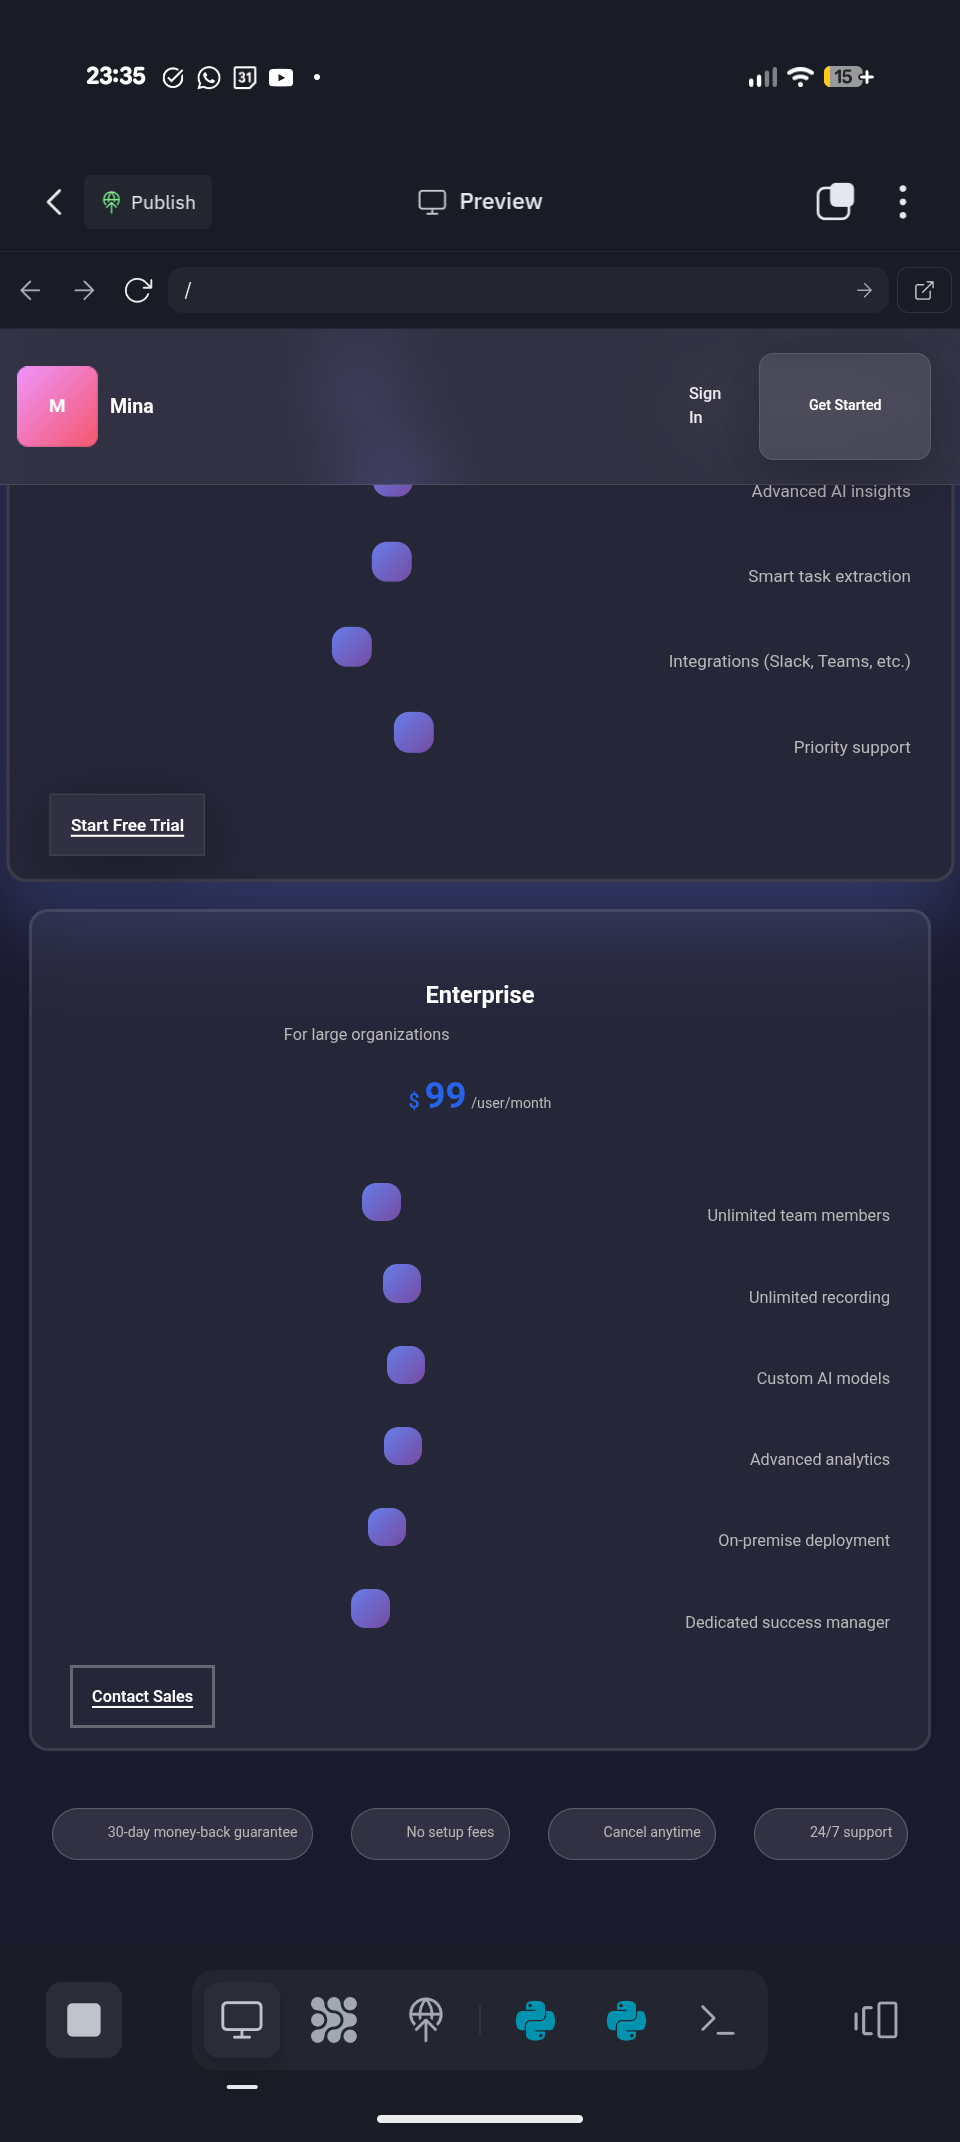 23:35
31
15+
Publish
Preview
/
M
Mina
Sign
In
Get Started
Advanced AI insights
Smart task extraction
Integrations (Slack, Teams, etc.)
Priority support
Start Free Trial
Enterprise
For large organizations
$ 99 /user/month
Unlimited team members
Unlimited recording
Custom AI models
Advanced analytics
On-premise deployment
Dedicated success manager
Contact Sales
30-day money-back guarantee
No setup fees
Cancel anytime
24/7 support